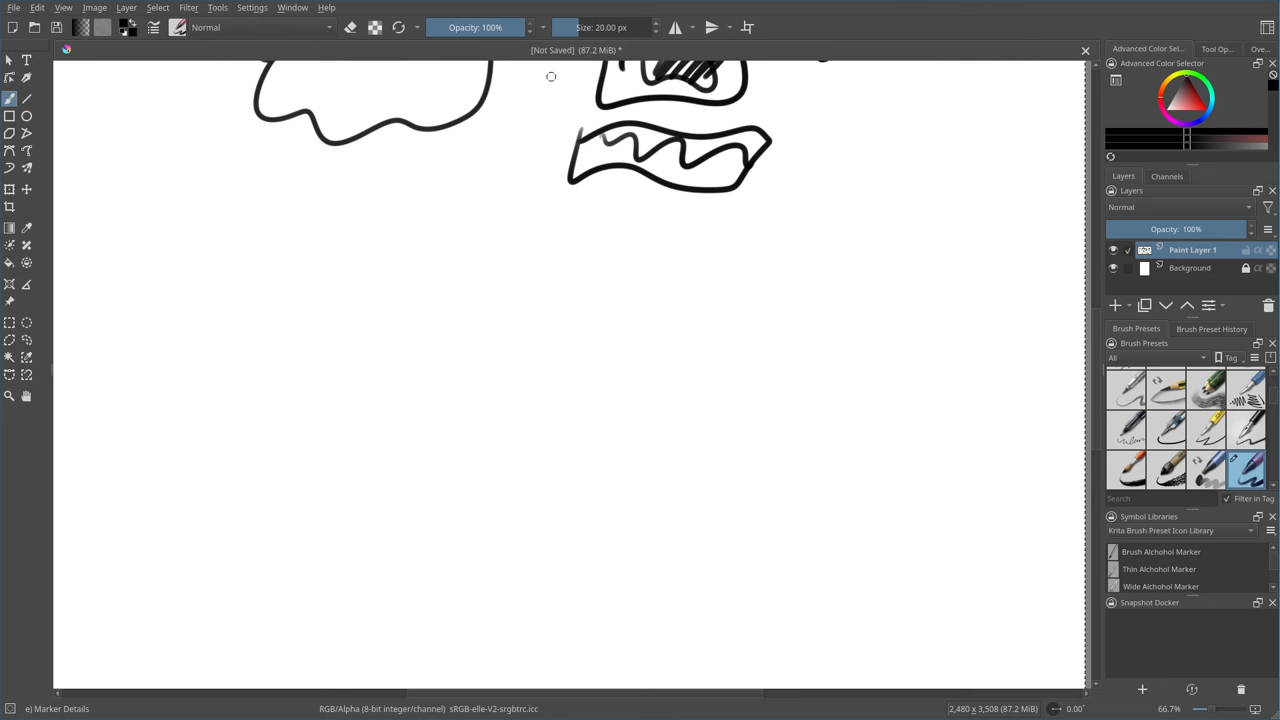 File Edit View Image Layer Select Filter Tools Settings Window Help
Normal Opacity: 100% Size: 20.00 px
[Not Saved] (87.2 MiB) *
Advanced Color Sel... Tool Op... Ove...
Advanced Color Selector
Layers Channels
Layers
Normal
Opacity: 100%
Paint Layer 1
Background
Brush Presets Brush Preset History
Brush Presets
All Tag
Search Filter in Tag
Symbol Libraries
Krita Brush Preset Icon Library
Brush Alchohol Marker
Thin Alchohol Marker
Wide Alchohol Marker
Snapshot Docker
e) Marker Details RGB/Alpha (8-bit integer/channel) sRGB-elle-V2-srgbtrc.icc 2,480 x 3,508 (87.2 MiB) 0.00° 66.7%